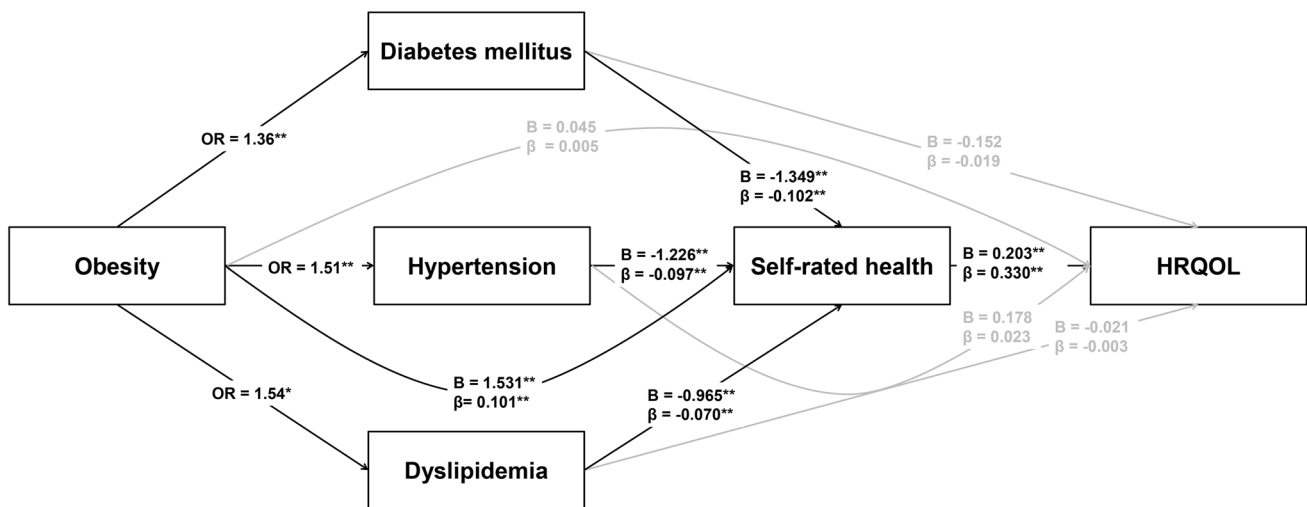 Diabetes mellitus
OR = 1.36**
B = 0.045
β  = 0.005
B = -0.152
β = -0.019
B = -1.349**
β = -0.102**
Obesity
OR = 1.51**
Hypertension
B = -1.226**
β = -0.097**
Self-rated health
B = 0.203**
β = 0.330**
HRQOL
B = 0.178
β = 0.023
B = -0.021
β = -0.003
OR = 1.54*
B = 1.531**
β= 0.101**
B = -0.965**
β = -0.070**
Dyslipidemia